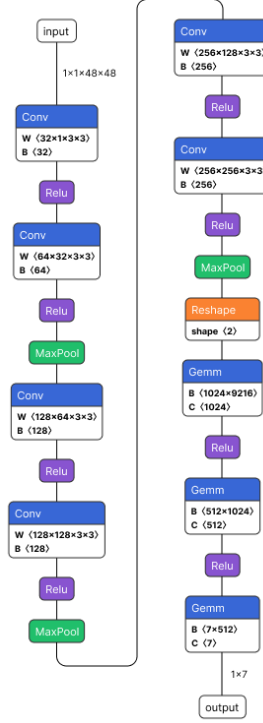 input
1×1×48×48
Conv
W ⟨32×1×3×3⟩
B ⟨32⟩
Relu
Conv
W ⟨64×32×3×3⟩
B ⟨64⟩
Relu
MaxPool
Conv
W ⟨128×64×3×3⟩
B ⟨128⟩
Relu
Conv
W ⟨128×128×3×3⟩
B ⟨128⟩
Relu
MaxPool
Conv
W ⟨256×128×3×3⟩
B ⟨256⟩
Relu
Conv
W ⟨256×256×3×3⟩
B ⟨256⟩
Relu
MaxPool
Reshape
shape ⟨2⟩
Gemm
B ⟨1024×9216⟩
C ⟨1024⟩
Relu
Gemm
B ⟨512×1024⟩
C ⟨512⟩
Relu
Gemm
B ⟨7×512⟩
C ⟨7⟩
1×7
output